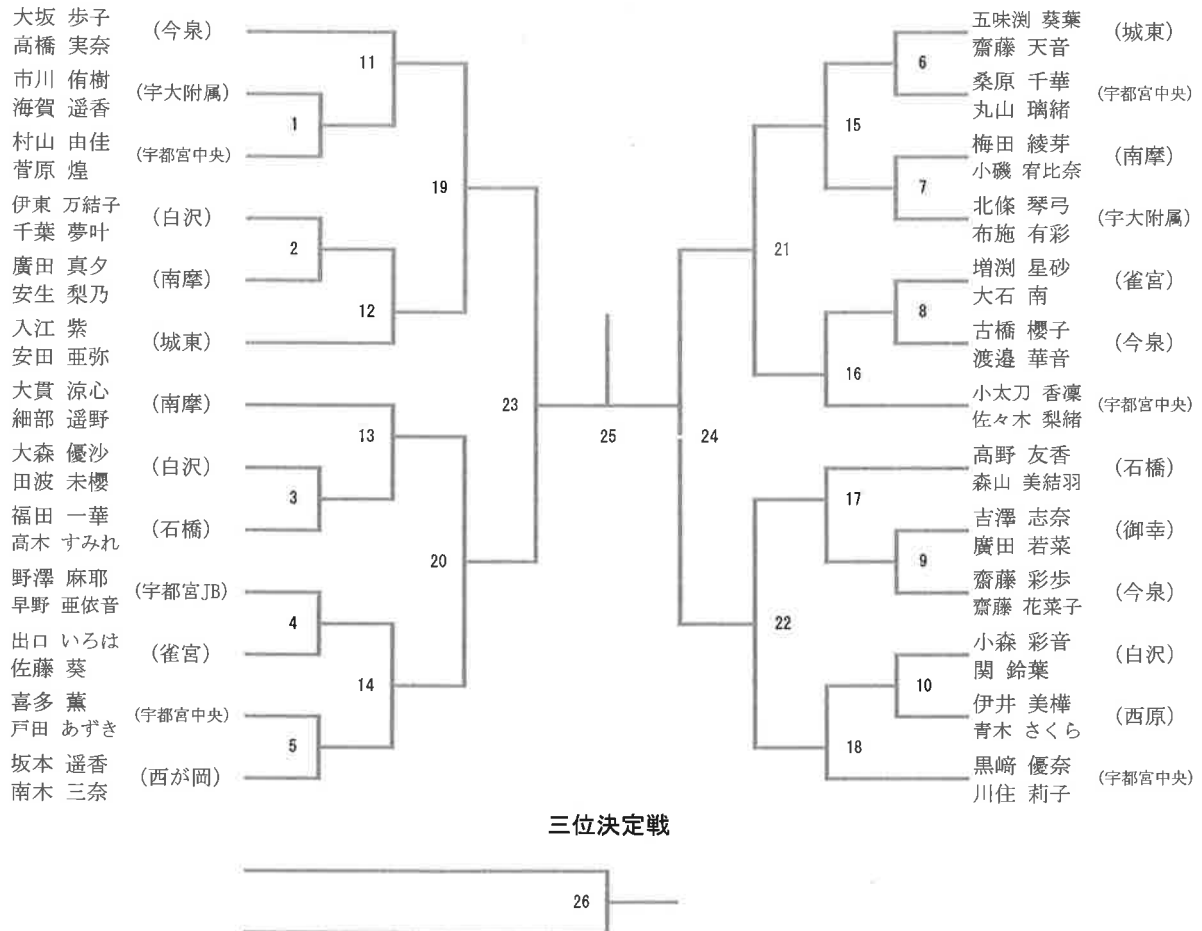 大坂 歩子
高橋 実奈
(今泉)
市川 侑樹
海賀 遥香
(宇大附属)
村山 由佳
菅原 煌
(宇都宮中央)
伊東 万結子
千葉 夢叶
(白沢)
廣田 真夕
安生 梨乃
(南摩)
入江 紫
安田 亜弥
(城東)
大貫 涼心
細部 遥野
(南摩)
大森 優沙
田波 未櫻
(白沢)
福田 一華
高木 すみれ
(石橋)
野澤 麻耶
早野 亜依音
(宇都宮JB)
出口 いろは
佐藤 葵
(雀宮)
喜多 薫
戸田 あずき
(宇都宮中央)
坂本 遥香
南木 三奈
(西が岡)
1
2
3
4
5
11
12
13
14
19
20
23
25
24
21
22
15
16
17
18
6
7
8
9
10
五味渕 葵葉
齋藤 天音
(城東)
桑原 千華
丸山 璃緒
(宇都宮中央)
梅田 綾芽
小磯 宥比奈
(南摩)
北條 琴弓
布施 有彩
(宇大附属)
増渕 星砂
大石 南
(雀宮)
古橋 櫻子
渡邉 華音
(今泉)
小太刀 香凜
佐々木 梨緒
(宇都宮中央)
高野 友香
森山 美結羽
(石橋)
吉澤 志奈
廣田 若菜
(御幸)
齋藤 彩歩
齋藤 花菜子
(今泉)
小森 彩音
関 鈴葉
(白沢)
伊井 美樺
青木 さくら
(西原)
黒﨑 優奈
川住 莉子
(宇都宮中央)
三位決定戦
26